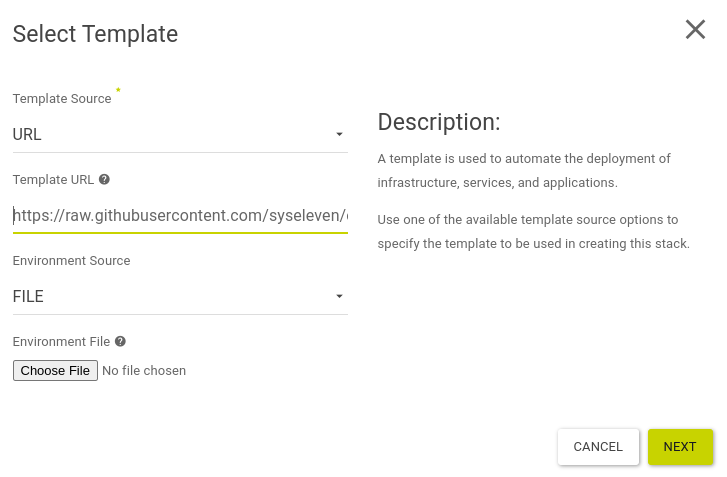 Select Template
Template Source
URL
Template URL
https://raw.githubusercontent.com/syseleven/
Environment Source
FILE
Environment File
Choose File No file chosen
Description:
A template is used to automate the deployment of
infrastructure, services, and applications.
Use one of the available template source options to
specify the template to be used in creating this stack.
CANCEL
NEXT